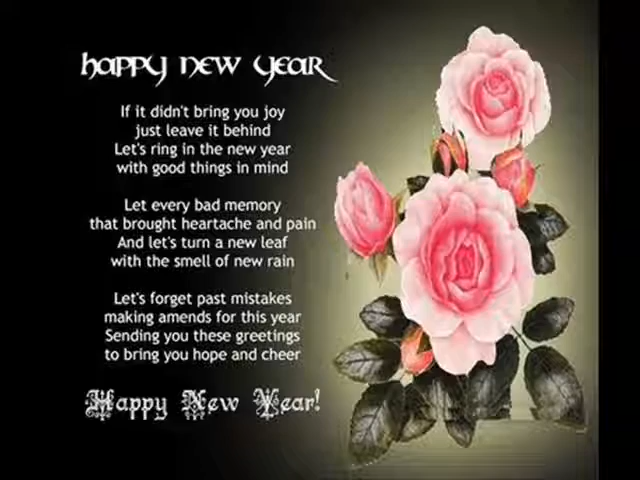 Happy New Year
If it didn't bring you joy
just leave it behind
Let's ring in the new year
with good things in mind
Let every bad memory
that brought heartache and pain
And let's turn a new leaf
with the smell of new rain
Let's forget past mistakes
making amends for this year
Sending you these greetings
to bring you hope and cheer
Happy New Year!